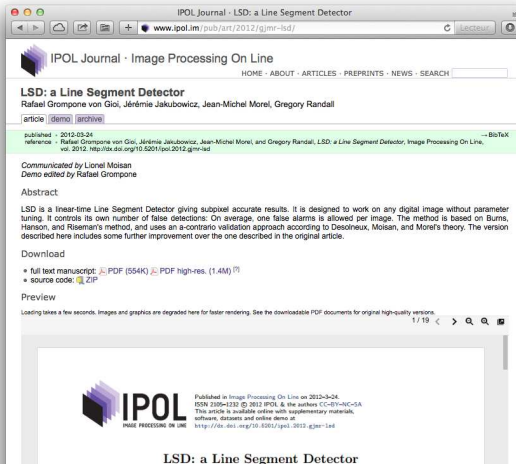 IPOL Journal - LSD: a Line Segment Detector
www.ipol.im/pub/art/2012/gjmr-lsd/
Lecteur
IPOL Journal · Image Processing On Line
HOME · ABOUT · ARTICLES · PREPRINTS · NEWS · SEARCH
LSD: a Line Segment Detector
Rafael Grompone von Gioi, Jérémie Jakubowicz, Jean-Michel Morel, Gregory Randall
article demo archive
published • 2012-03-24 → BibTeX
reference • Rafael Grompone von Gioi, Jérémie Jakubowicz, Jean-Michel Morel, and Gregory Randall, LSD: a Line Segment Detector, Image Processing On Line,
vol. 2012. http://dx.doi.org/10.5201/ipol.2012.gjmr-lsd
Communicated by Lionel Moisan
Demo edited by Rafael Grompone
Abstract
LSD is a linear-time Line Segment Detector giving subpixel accurate results. It is designed to work on any digital image without parameter
tuning. It controls its own number of false detections: On average, one false alarms is allowed per image. The method is based on Burns,
Hanson, and Riseman's method, and uses an a-contrario validation approach according to Desolneux, Moisan, and Morel's theory. The version
described here includes some further improvement over the one described in the original article.
Download
• full text manuscript: PDF (554K) PDF high-res. (1.4M) [?]
• source code: ZIP
Preview
Loading takes a few seconds. Images and graphics are degraded here for faster rendering. See the downloadable PDF documents for original high-quality versions.
1 / 19
IPOL
IMAGE PROCESSING ON LINE
Published in Image Processing On Line on 2012-3-24.
ISSN 2105-1232 © 2012 IPOL & the authors CC-BY-NC-SA
This article is available online with supplementary materials,
software, datasets and online demo at
http://dx.doi.org/10.5201/ipol.2012.gjmr-lsd
LSD: a Line Segment Detector